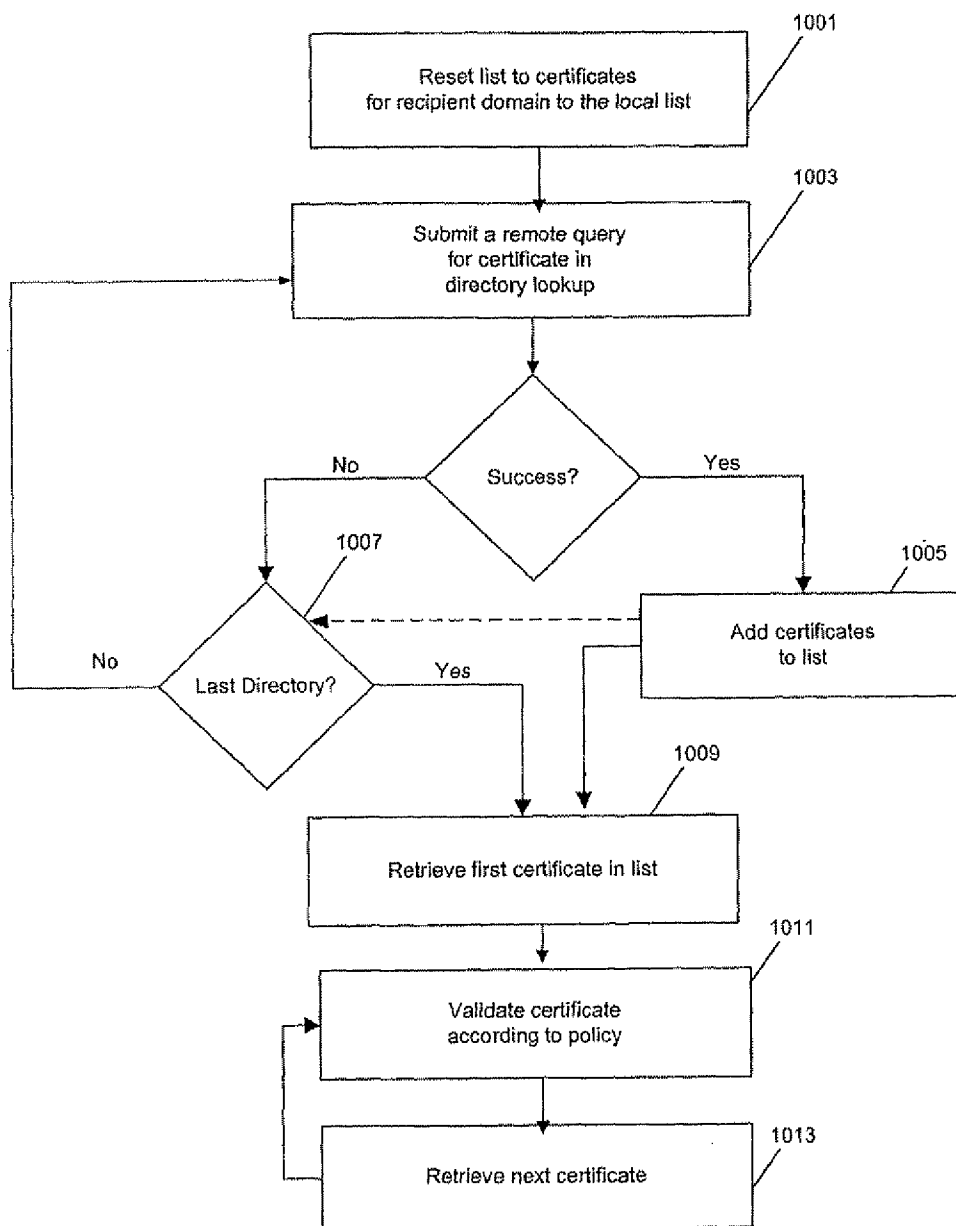 1001
Reset list to certificates
for recipient domain to the local list
1003
Submit a remote query
for certificate in
directory lookup
No
Success?
Yes
1007
1005
Add certificates
to list
No
Last Directory?
Yes
1009
Retrieve first certificate in list
1011
Validate certificate
according to policy
1013
Retrieve next certificate